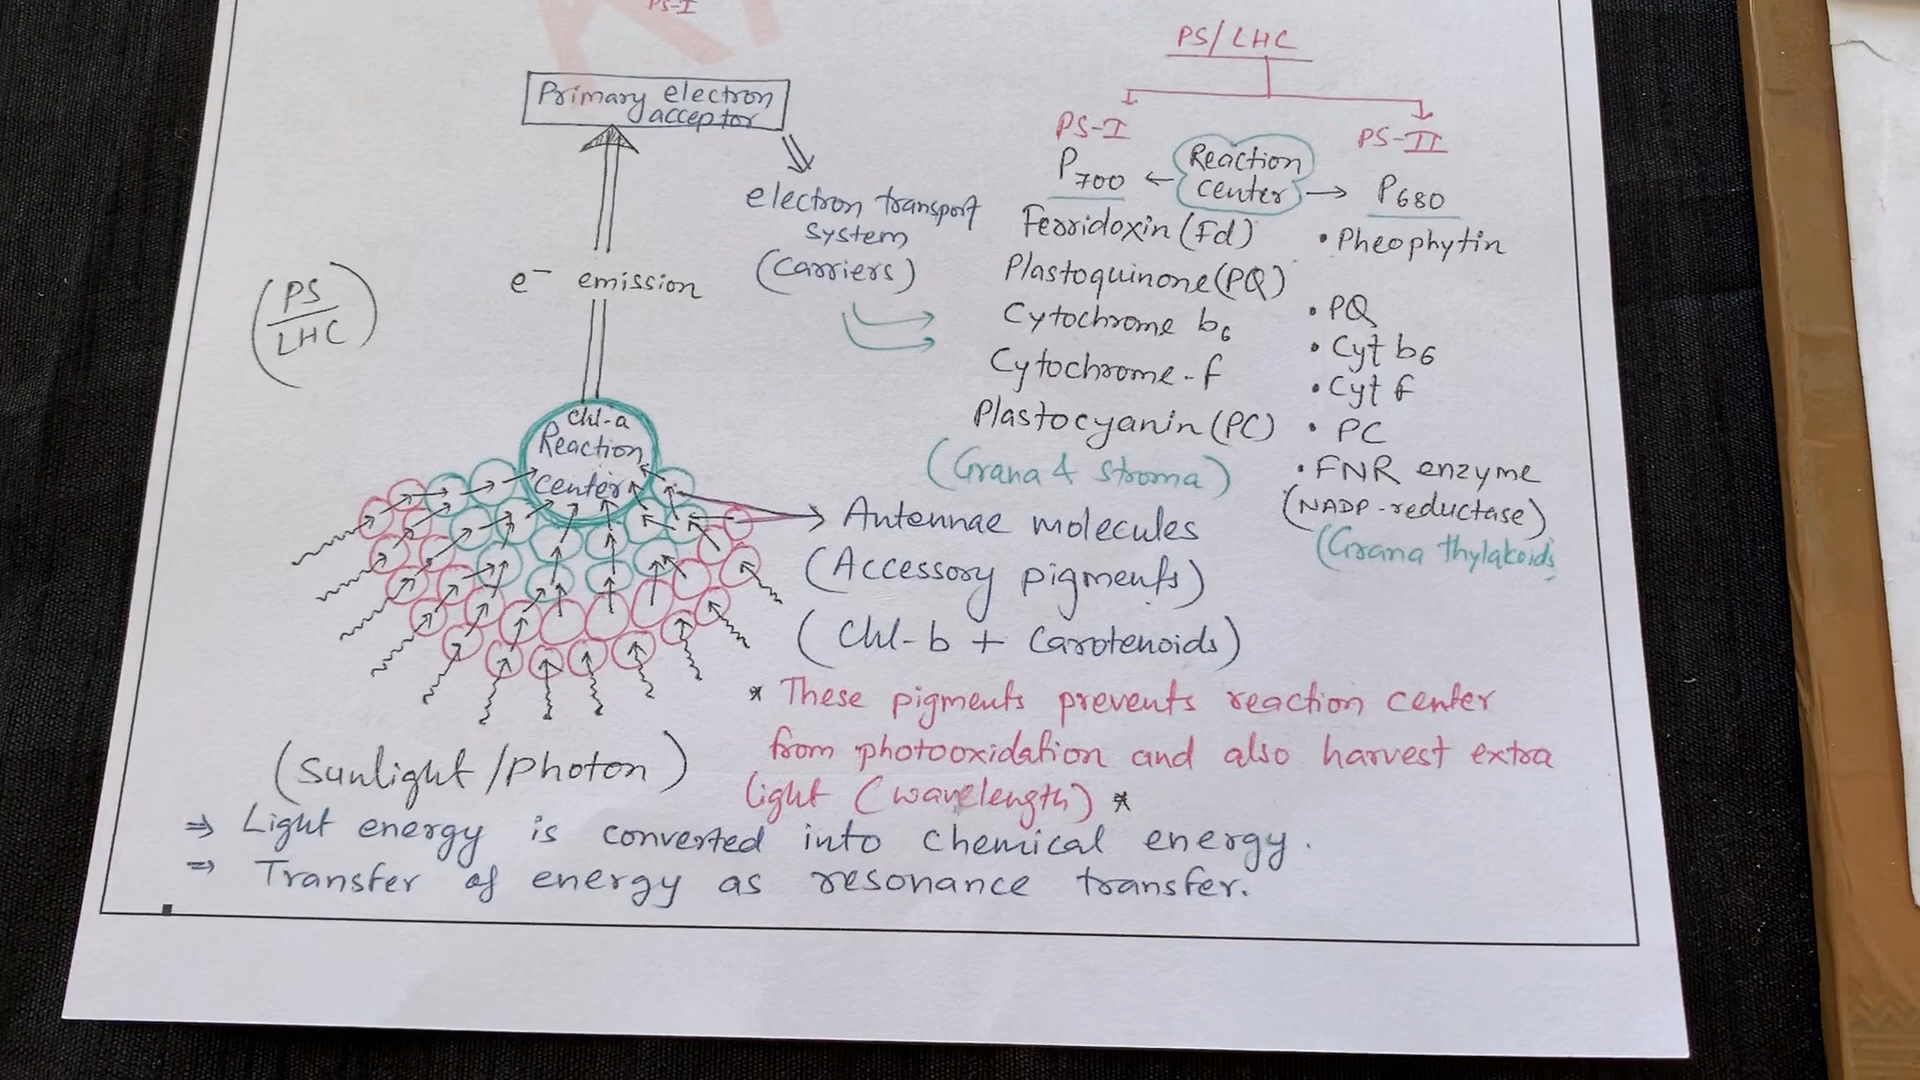 PS-I
PS/LHC
Primary electron
acceptor
PS-I
PS-II
Reaction
center
P700
P680
electron transport
system
(Carriers)
Ferridoxin (Fd)
• Pheophytin
Plastoquinone (PQ)
• PQ
Cytochrome b6
• Cyt b6
Cytochrome-f
• Cyt f
Plastocyanin (PC)
• PC
(Grana & Stroma)
• FNR enzyme
(NADP-reductase)
(Grana thylakoids
e⁻ emission
(PS
LHC)
Chl-a
Reaction
center
Antennae molecules
(Accessory pigments)
(Chl-b + Carotenoids)
* These pigments prevents reaction center
from photooxidation and also harvest extra
light (wavelength) *
(Sunlight/Photon)
⇒ Light energy is converted into chemical energy.
⇒ Transfer of energy as resonance transfer.